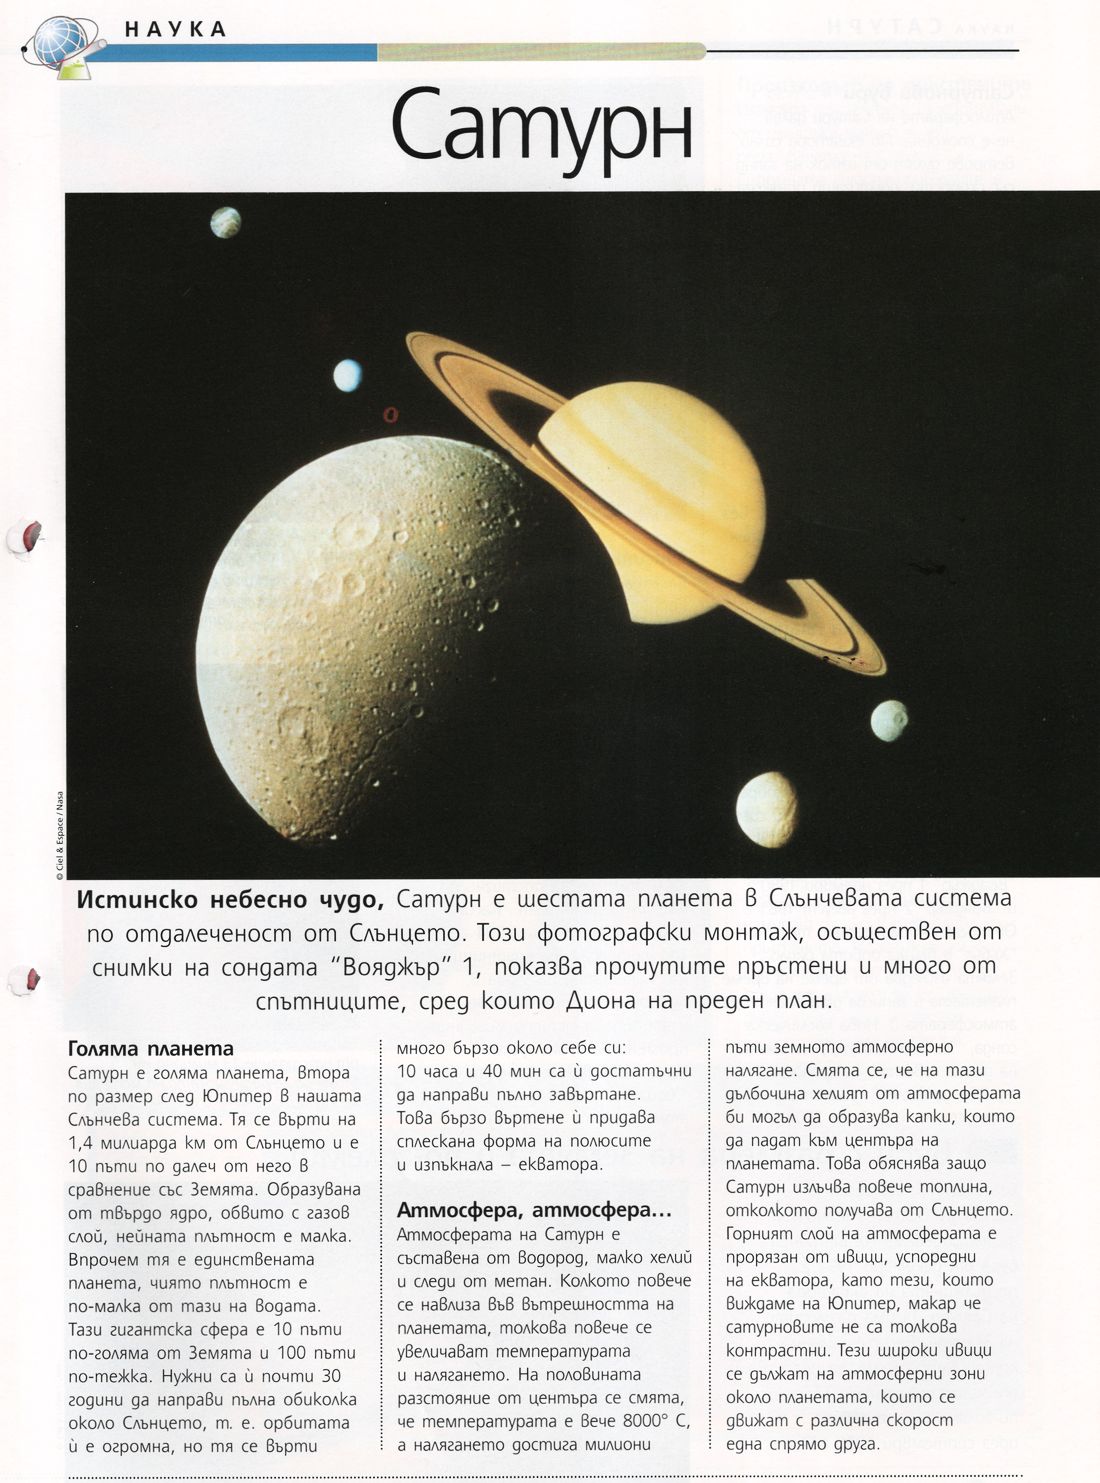 НАУКА
Сатурн
© Ciel & Espace / Nasa
Истинско небесно чудо, Сатурн е шестата планета в Слънчевата система
по отдалеченост от Слънцето. Този фотографски монтаж, осъществен от
снимки на сондата “Вояджър” 1, показва прочутите пръстени и много от
спътниците, сред които Диона на преден план.
Голяма планета
Сатурн е голяма планета, втора
по размер след Юпитер в нашата
Слънчева система. Тя се върти на
1,4 милиарда км от Слънцето и е
10 пъти по далеч от него в
сравнение със Земята. Образувана
от твърдо ядро, обвито с газов
слой, нейната плътност е малка.
Впрочем тя е единствената
планета, чиято плътност е
по-малка от тази на водата.
Тази гигантска сфера е 10 пъти
по-голяма от Земята и 100 пъти
по-тежка. Нужни са ѝ почти 30
години да направи пълна обиколка
около Слънцето, т. е. орбитата
ѝ е огромна, но тя се върти
много бързо около себе си:
10 часа и 40 мин са ѝ достатъчни
да направи пълно завъртане.
Това бързо въртене ѝ придава
сплескана форма на полюсите
и изпъкнала – екватора.
Атмосфера, атмосфера...
Атмосферата на Сатурн е
съставена от водород, малко хелий
и следи от метан. Колкото повече
се навлиза във вътрешността на
планетата, толкова повече се
увеличават температурата
и налягането. На половината
разстояние от центъра се смята,
че температурата е вече 8000° C,
а налягането достига милиони
пъти земното атмосферно
налягане. Смята се, че на тази
дълбочина хелият от атмосферата
би могъл да образува капки, които
да падат към центъра на
планетата. Това обяснява защо
Сатурн излъчва повече топлина,
отколкото получава от Слънцето.
Горният слой на атмосферата е
прорязан от ивици, успоредни
на екватора, като тези, които
виждаме на Юпитер, макар че
сатурновите не са толкова
контрастни. Тези широки ивици
се дължат на атмосферни зони
около планетата, които се
движат с различна скорост
една спрямо друга.